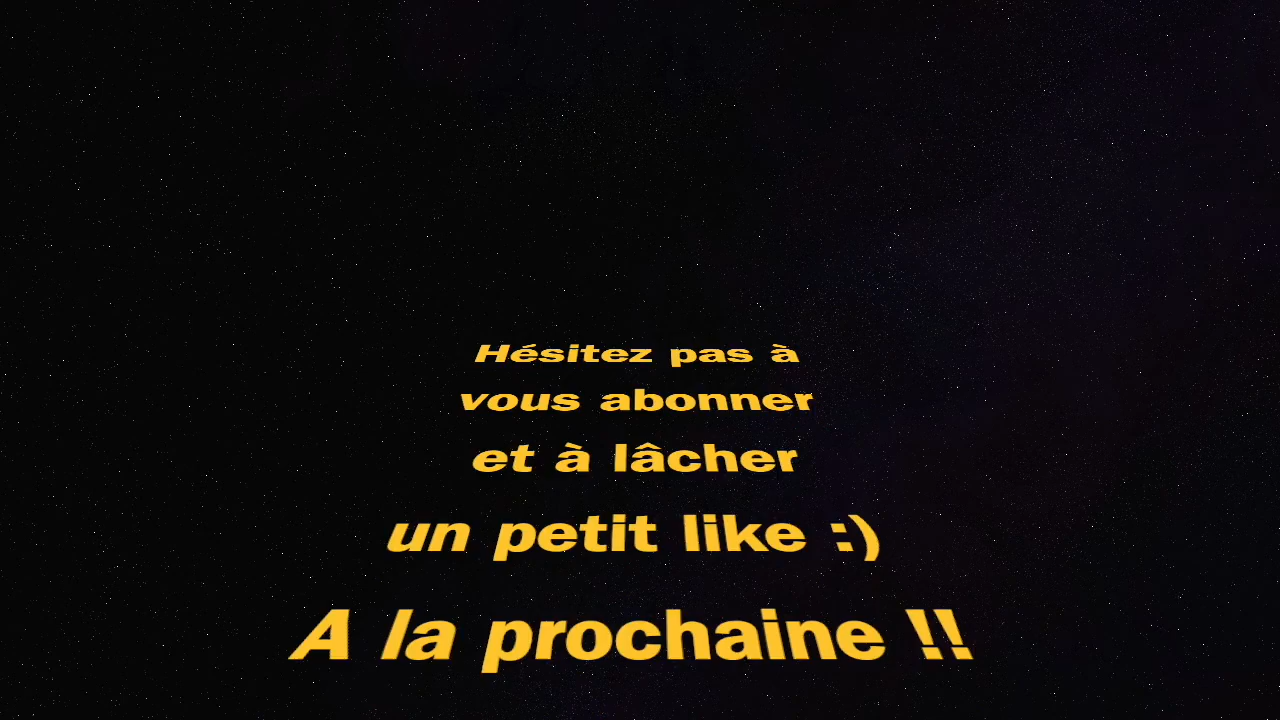 Hésitez pas à
vous abonner
et à lâcher
un petit like :)
A la prochaine !!